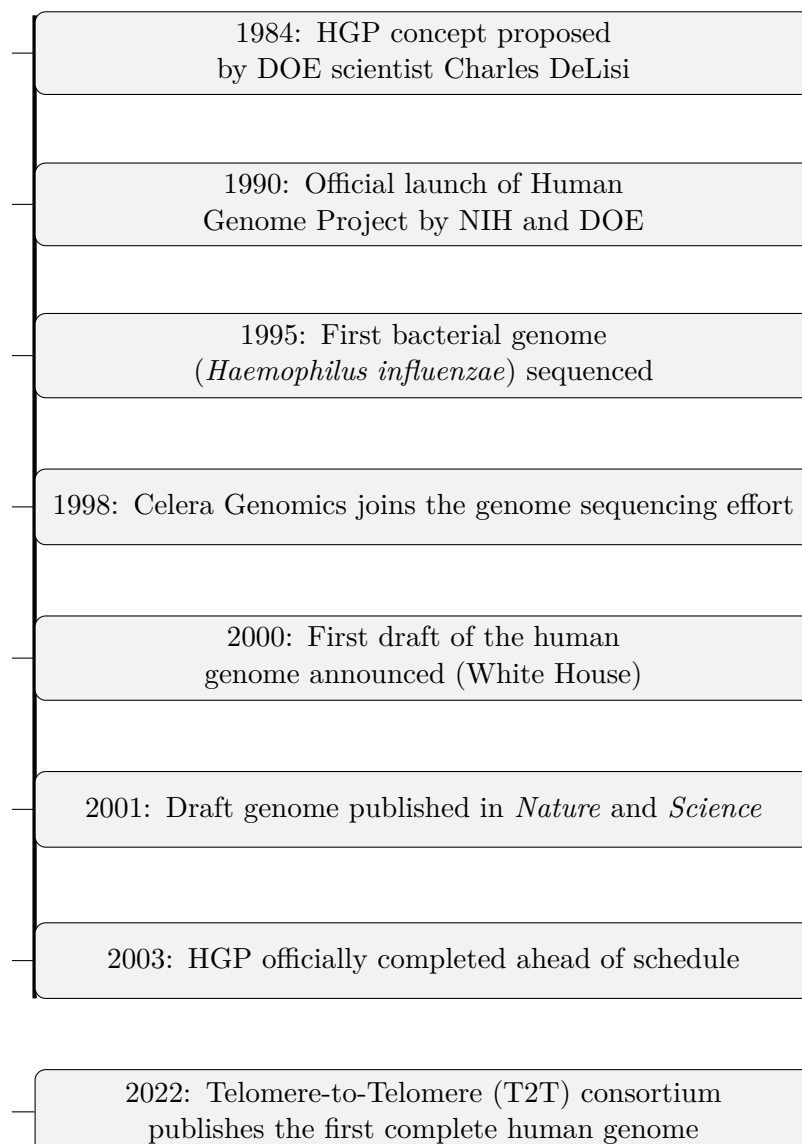 1984: HGP concept proposed
by DOE scientist Charles DeLisi
1990: Official launch of Human
Genome Project by NIH and DOE
1995: First bacterial genome
(Haemophilus influenzae) sequenced
1998: Celera Genomics joins the genome sequencing effort
2000: First draft of the human
genome announced (White House)
2001: Draft genome published in Nature and Science
2003: HGP officially completed ahead of schedule
2022: Telomere-to-Telomere (T2T) consortium
publishes the first complete human genome